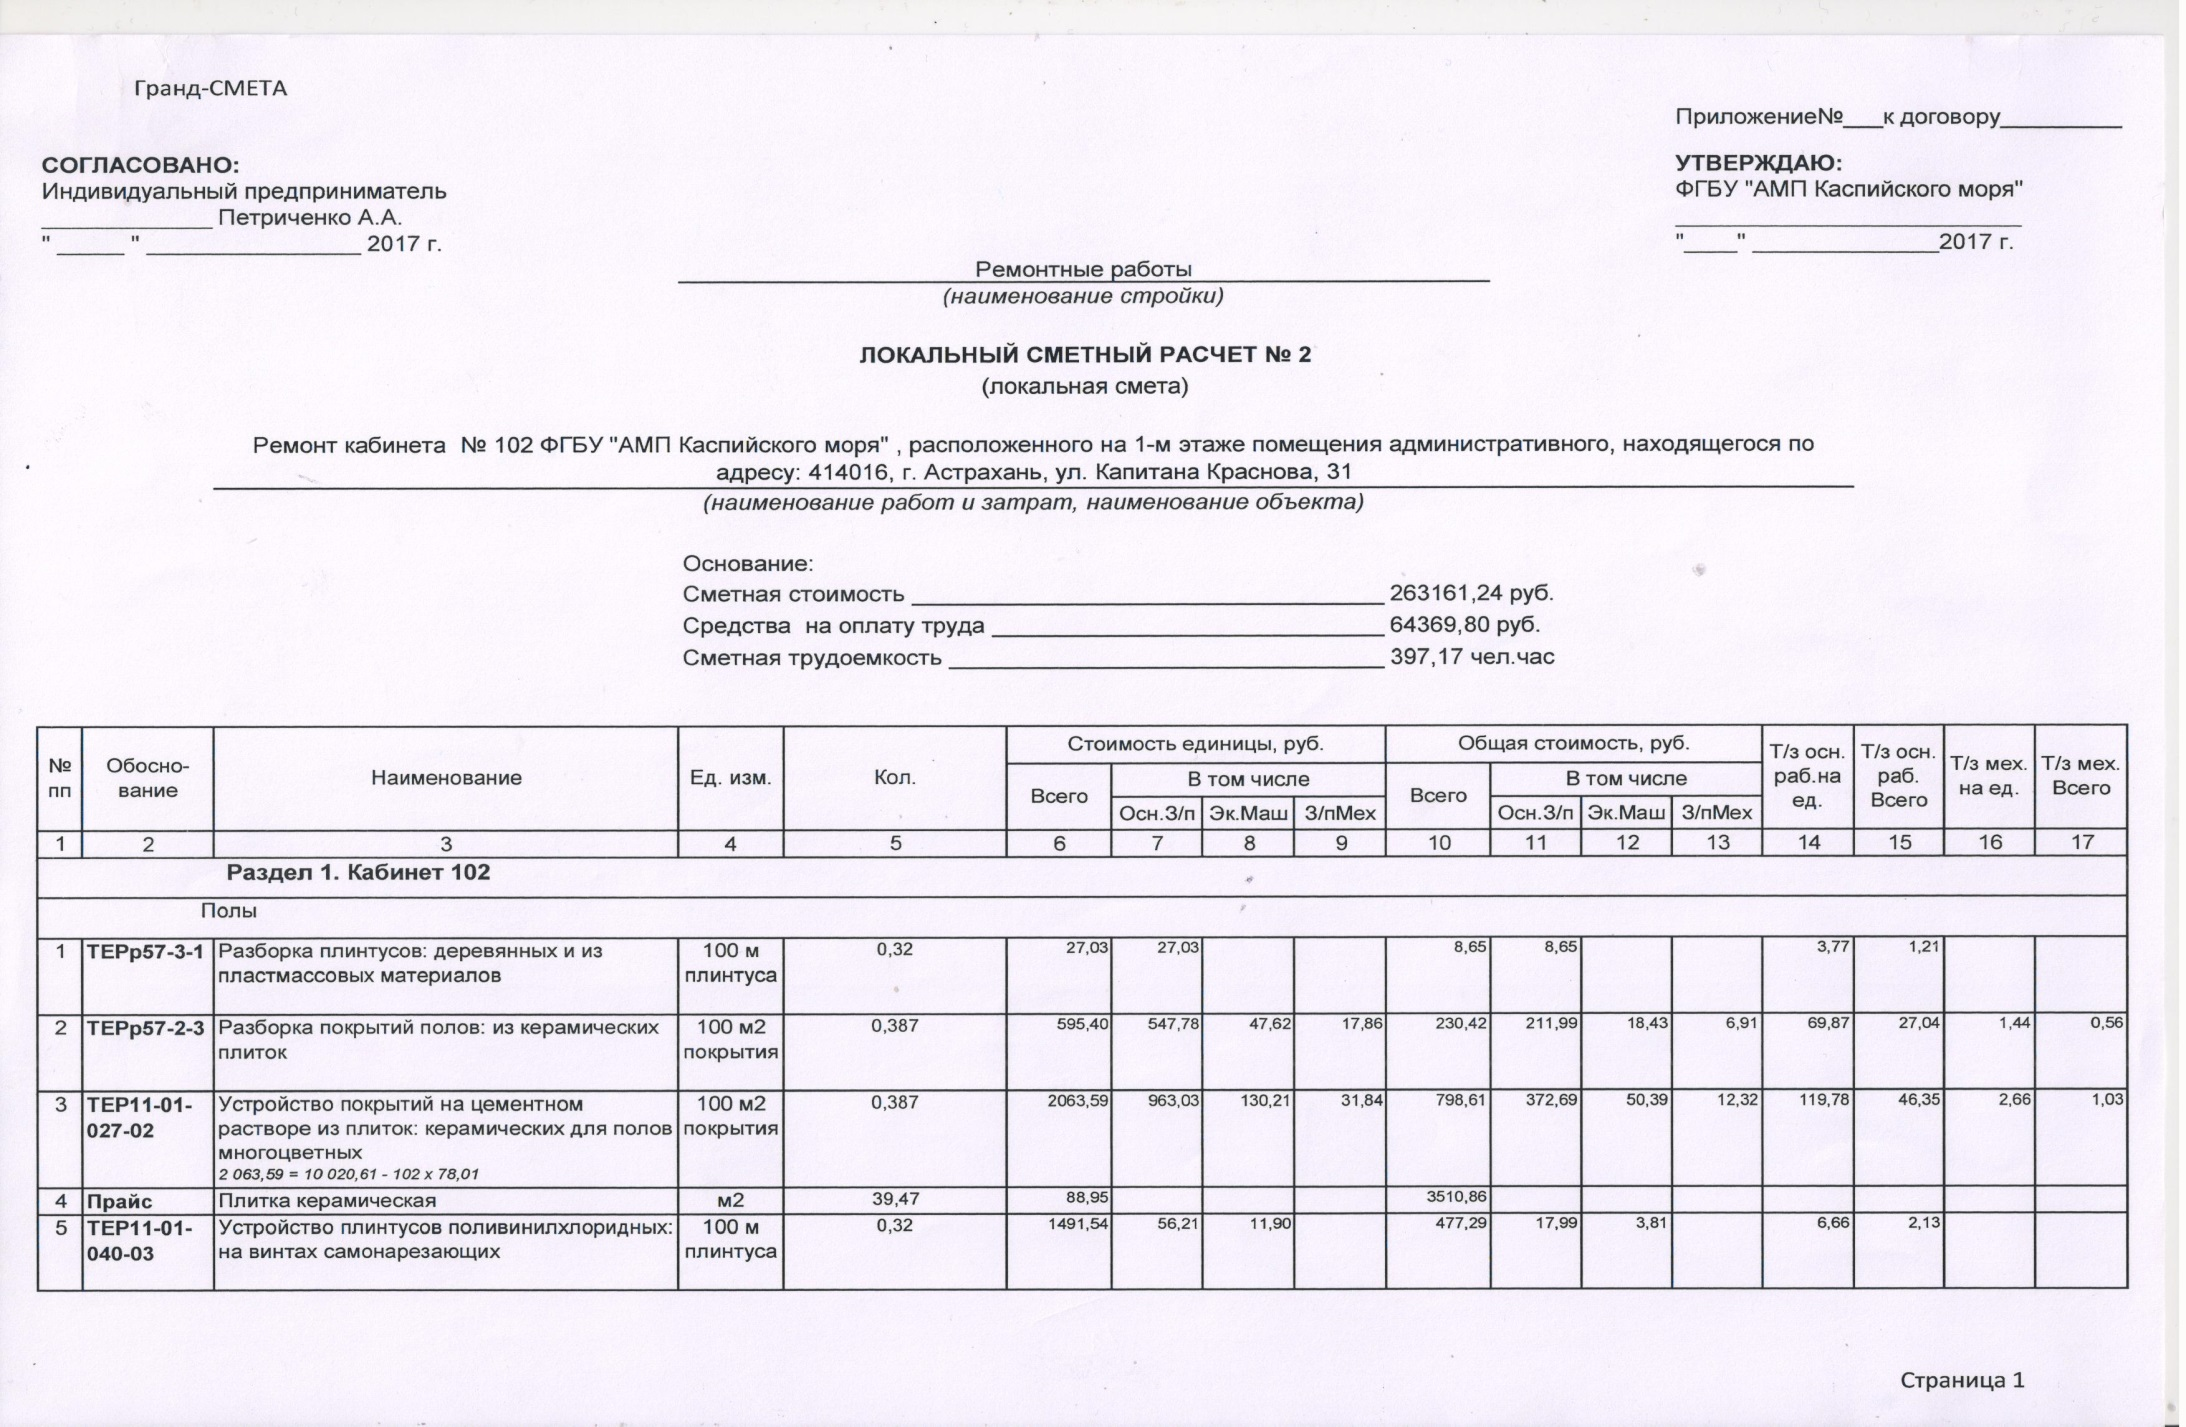 Гранд-СМЕТА
Приложение№___к договору__________
СОГЛАСОВАНО:
Индивидуальный предприниматель
______________ Петриченко А.А.
"_____ " _________________ 2017 г.
УТВЕРЖДАЮ:
ФГБУ "АМП Каспийского моря"
____________________________
"____" _______________2017 г.
Ремонтные работы
(наименование стройки)
ЛОКАЛЬНЫЙ СМЕТНЫЙ РАСЧЕТ № 2
(локальная смета)
Ремонт кабинета № 102 ФГБУ "АМП Каспийского моря" , расположенного на 1-м этаже помещения административного, находящегося по
адресу: 414016, г. Астрахань, ул. Капитана Краснова, 31
(наименование работ и затрат, наименование объекта)
Основание:
Сметная стоимость ______________________ 263161,24 руб.
Средства на оплату труда ______________________ 64369,80 руб.
Сметная трудоемкость ______________________ 397,17 чел.час
№ пп
Обосно-
вание
Наименование
Ед. изм.
Кол.
Стоимость единицы, руб.
Всего
В том числе
Осн.З/п Эк.Маш З/пМех
Общая стоимость, руб.
Всего
В том числе
Осн.З/п Эк.Маш З/пМех
Т/з осн.
раб.на
ед.
Т/з осн.
раб.
Всего
Т/з мех.
на ед.
Т/з мех.
Всего
1 2 3 4 5 6 7 8 9 10 11 12 13 14 15 16 17
Раздел 1. Кабинет 102
Полы
1 ТЕРр57-3-1 Разборка плинтусов: деревянных и из 100 м 0,32 27,03 27,03 8,65 8,65 3,77 1,21
пластмассовых материалов плинтуса
2 ТЕРр57-2-3 Разборка покрытий полов: из керамических 100 м2 0,387 595,40 547,78 47,62 17,86 230,42 211,99 18,43 6,91 69,87 27,04 1,44 0,56
плиток покрытия
3 ТЕР11-01- Устройство покрытий на цементном 100 м2 0,387 2063,59 963,03 130,21 31,84 798,61 372,69 50,39 12,32 119,78 46,35 2,66 1,03
027-02 растворе из плиток: керамических для полов покрытия
многоцветных
2 063,59 = 10 020,61 - 102 x 78,01
4 Прайс Плитка керамическая м2 39,47 88,95 3510,86
5 ТЕР11-01- Устройство плинтусов поливинилхлоридных: 100 м 0,32 1491,54 56,21 11,90 477,29 17,99 3,81 6,66 2,13
040-03 на винтах самонарезающих плинтуса
Страница 1